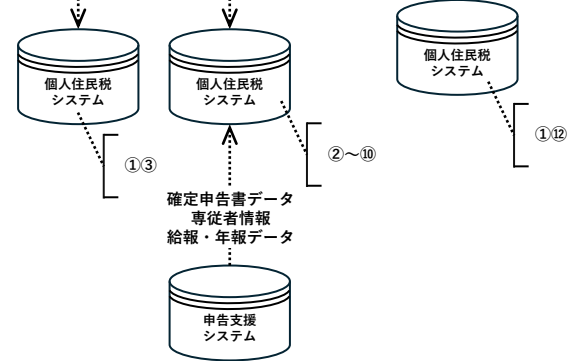 個人住民税
システム
①③
個人住民税
システム
②～⑩
個人住民税
システム
①⑫
確定申告書データ
専従者情報
給報・年報データ
申告支援
システム